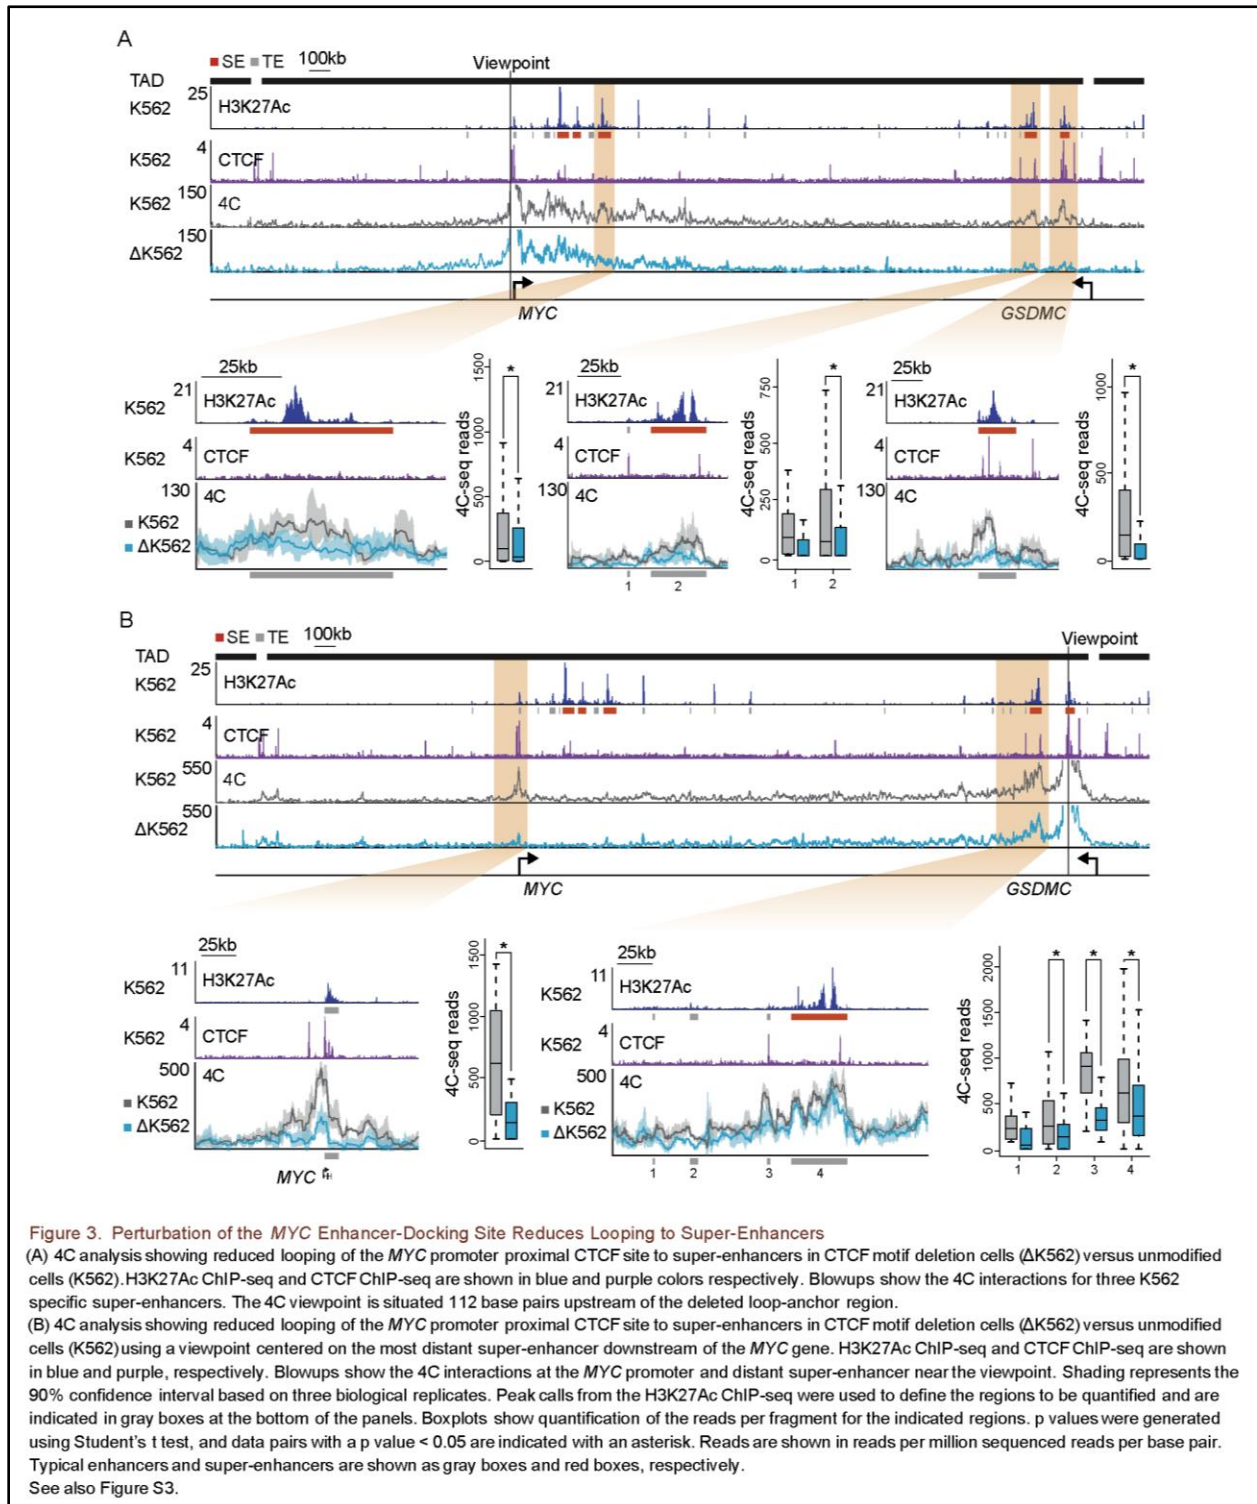 A
SE TE 100kb Viewpoint
TAD
K562 25 H3K27Ac
K562 4 CTCF
K562 150 4C
ΔK562 150
MYC GSDMC
25kb
K562 21 H3K27Ac
K562 4 CTCF
130 4C
K562
ΔK562
4C-seq reads
0 500 1000 1500
*
25kb
21 H3K27Ac
4 CTCF
130 4C
1 2
4C-seq reads
0 250 500 750
*
1 2
25kb
21 H3K27Ac
4 CTCF
130 4C
4C-seq reads
0 500 1000
*
B
SE TE 100kb Viewpoint
TAD
K562 25 H3K27Ac
K562 4 CTCF
K562 550 4C
ΔK562 550
MYC GSDMC
25kb
K562 11 H3K27Ac
K562 4 CTCF
500 4C
K562
ΔK562
MYC
4C-seq reads
0 500 1000 1500
*
25kb
K562 11 H3K27Ac
K562 4 CTCF
500 4C
K562
ΔK562
1 2 3 4
4C-seq reads
0 500 1000 1500 2000
* * *
1 2 3 4
Figure 3. Perturbation of the MYC Enhancer-Docking Site Reduces Looping to Super-Enhancers
(A) 4C analysis showing reduced looping of the MYC promoter proximal CTCF site to super-enhancers in CTCF motif deletion cells (ΔK562) versus unmodified
cells (K562). H3K27Ac ChIP-seq and CTCF ChIP-seq are shown in blue and purple colors respectively. Blowups show the 4C interactions for three K562
specific super-enhancers. The 4C viewpoint is situated 112 base pairs upstream of the deleted loop-anchor region.
(B) 4C analysis showing reduced looping of the MYC promoter proximal CTCF site to super-enhancers in CTCF motif deletion cells (ΔK562) versus unmodified
cells (K562) using a viewpoint centered on the most distant super-enhancer downstream of the MYC gene. H3K27Ac ChIP-seq and CTCF ChIP-seq are shown
in blue and purple, respectively. Blowups show the 4C interactions at the MYC promoter and distant super-enhancer near the viewpoint. Shading represents the
90% confidence interval based on three biological replicates. Peak calls from the H3K27Ac ChIP-seq were used to define the regions to be quantified and are
indicated in gray boxes at the bottom of the panels. Boxplots show quantification of the reads per fragment for the indicated regions. p values were generated
using Student's t test, and data pairs with a p value < 0.05 are indicated with an asterisk. Reads are shown in reads per million sequenced reads per base pair.
Typical enhancers and super-enhancers are shown as gray boxes and red boxes, respectively.
See also Figure S3.